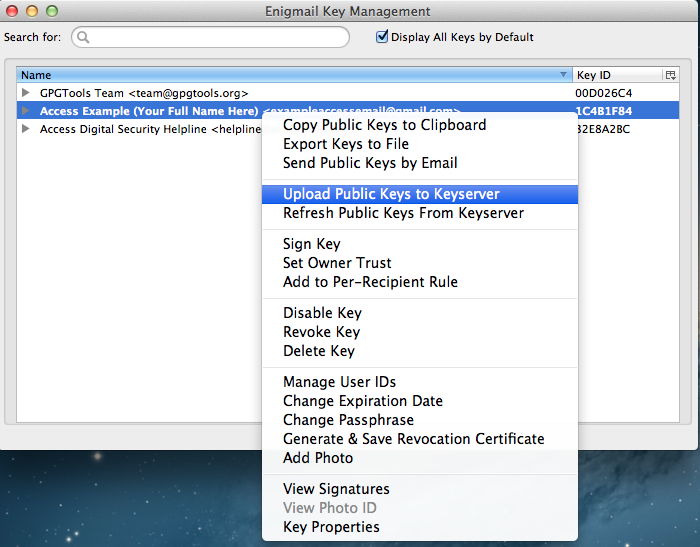 Enigmail Key Management
Search for:
Display All Keys by Default
Name Key ID
GPGTools Team <team@gpgtools.org> 00D026C4
Access Example (Your Full Name Here) <exampleaccessemail@gmail.com> 1C4B1F84
Access Digital Security Helpline <helpline 32E8A2BC
Copy Public Keys to Clipboard
Export Keys to File
Send Public Keys by Email
Upload Public Keys to Keyserver
Refresh Public Keys From Keyserver
Sign Key
Set Owner Trust
Add to Per-Recipient Rule
Disable Key
Revoke Key
Delete Key
Manage User IDs
Change Expiration Date
Change Passphrase
Generate & Save Revocation Certificate
Add Photo
View Signatures
View Photo ID
Key Properties